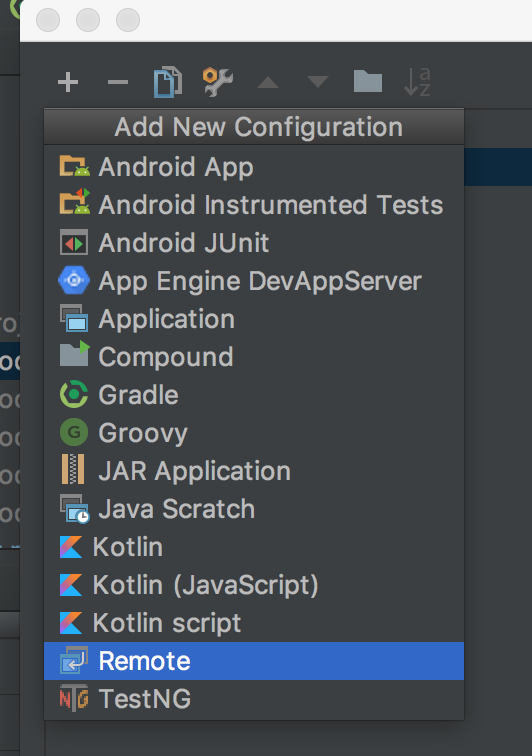 a
z
Add New Configuration
Android App
Android Instrumented Tests
Android JUnit
App Engine DevAppServer
Application
Compound
Gradle
G Groovy
JAR Application
Java Scratch
Kotlin
Kotlin (JavaScript)
Kotlin script
Remote
NTG TestNG